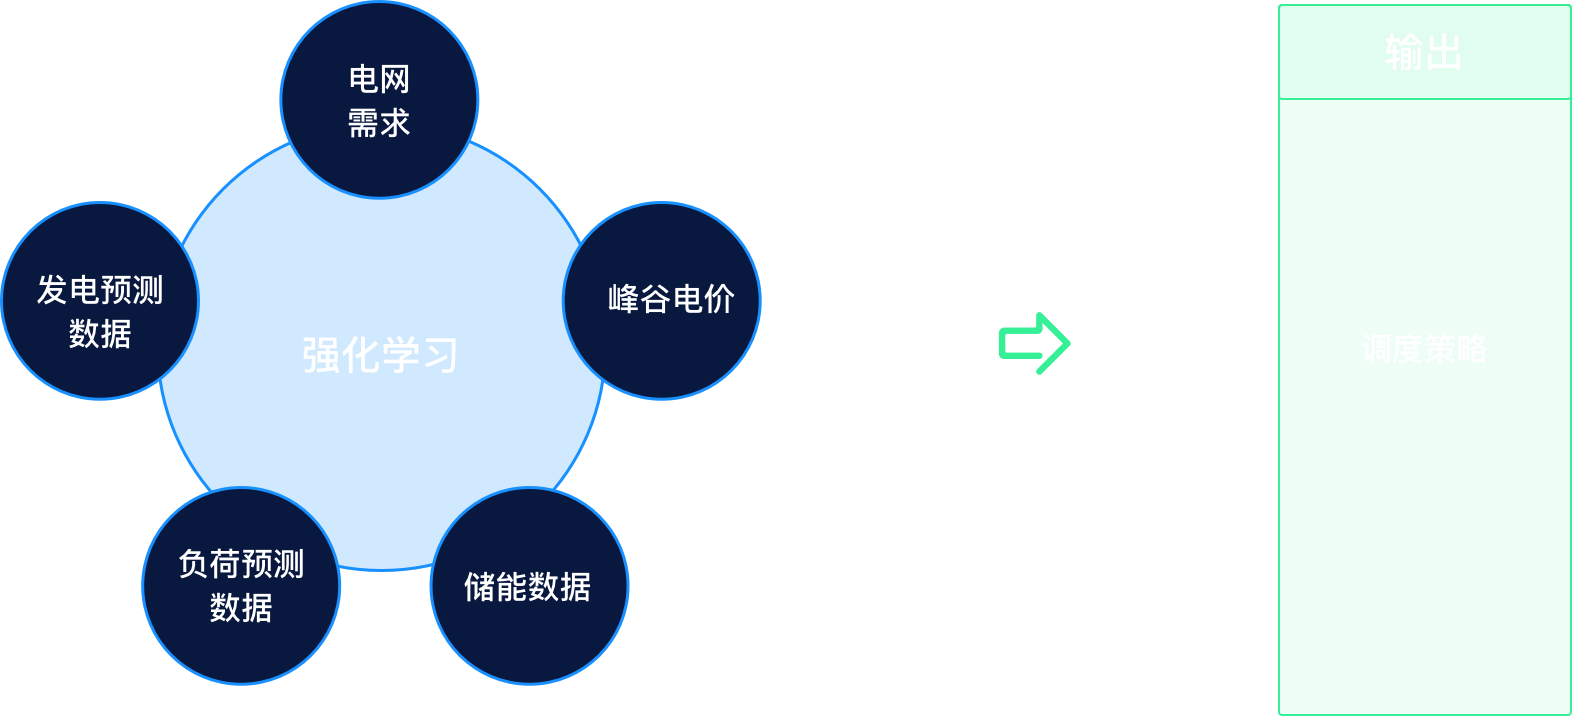 电网
需求
发电预测
数据
峰谷电价
强化学习
负荷预测
数据
储能数据
输出
调度策略